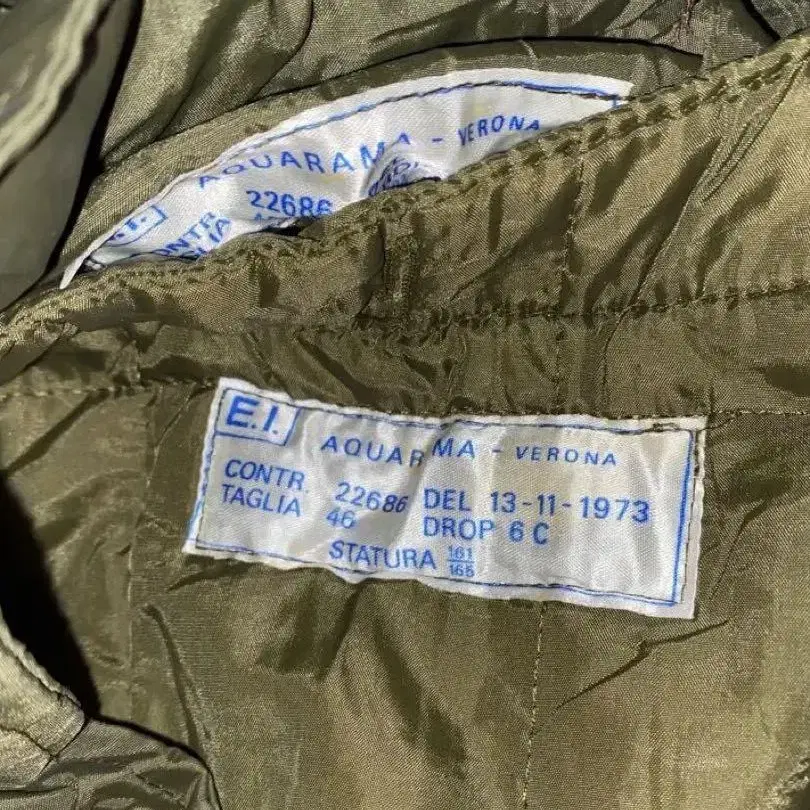 AQUARAMA - VERONA
22686
CONTR.
E.I.
AQUARAMA - VERONA
CONTR. 22686 DEL 13-11-1973
TAGLIA 46 DROP 6 C
STATURA 161/165